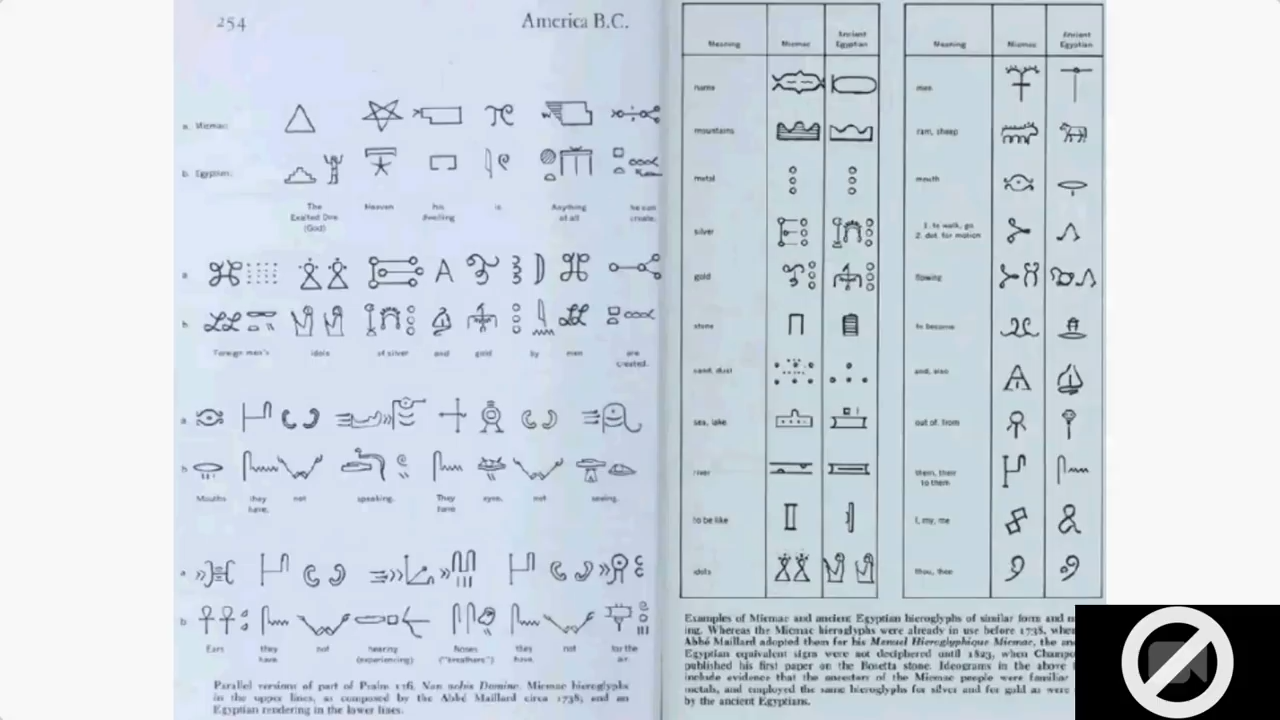 254
America B.C.
a. Micmac
b. Egyptian
The Exalted One (God)
Heaven
his dwelling
is
Anything of all
he can create.
a
b
Foreign men's
idols
of silver
and
gold
by
men
are created.
a
b
Mouths
they have,
not
speaking.
They have
eyes,
not
seeing.
a
b
Ears
they have
not
hearing (experiencing)
Noses ("breathers")
they have,
not
for the air.
Parallel versions of part of Psalm 116, Non nobis Domine. Micmac hieroglyphs
in the upper lines, as composed by the Abbé Maillard circa 1738; and an
Egyptian rendering in the lower lines.
Meaning
Micmac
Ancient Egyptian
name
mountains
metal
silver
gold
stone
sand, dust
sea, lake
river
to be like
idols
Meaning
Micmac
Ancient Egyptian
men
ram, sheep
mouth
1. to walk, go
2. det. for motion
flowing
to become
and, also
out of, from
them, their
to them
I, my, me
thou, thee
Examples of Micmac and ancient Egyptian hieroglyphs of similar form and
ing. Whereas the Micmac hieroglyphs were already in use before 1738,
Abbé Maillard adopted them for his Manuel Hieroglyphique Micmac, the
Egyptian equivalent signs were not deciphered until 1823, when
published his first paper on the Rosetta stone. Ideograms in the above
include evidence that the ancestors of the Micmac people were familiar
metals, and employed the same hieroglyphs for silver and for gold as were
by the ancient Egyptians.